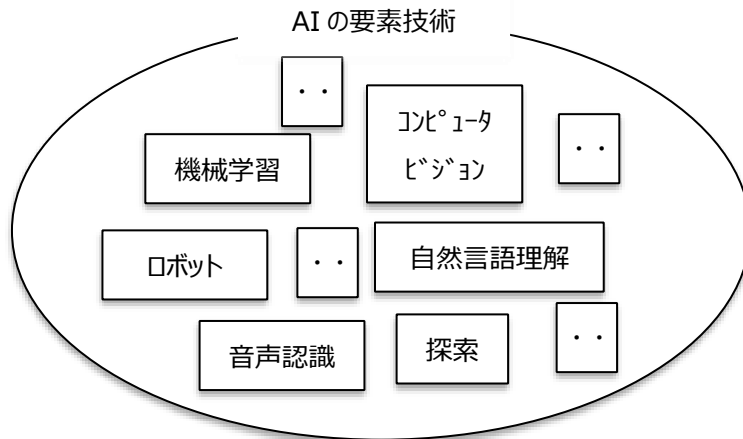 AI の要素技術
・・
ｺﾝﾋﾟｭｰﾀ
ﾋﾞｼﾞｮﾝ
・・
機械学習
ロボット
・・
自然言語理解
・・
音声認識
探索